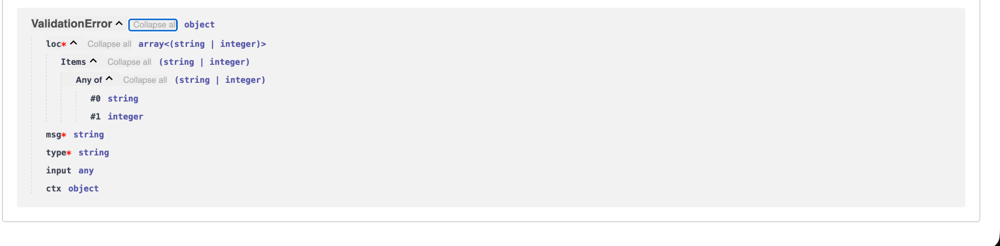 ValidationError Collapse all object
loc* Collapse all array<(string | integer)>
Items Collapse all (string | integer)
Any of Collapse all (string | integer)
#0 string
#1 integer
msg* string
type* string
input any
ctx object